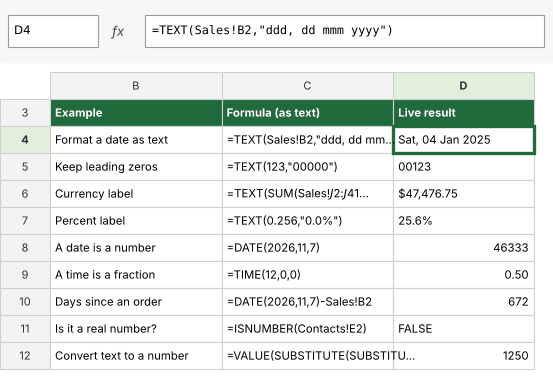 D4 fx =TEXT(Sales!B2,"ddd, dd mmm yyyy")
B C D
3 Example Formula (as text) Live result
4 Format a date as text =TEXT(Sales!B2,"ddd, dd mm... Sat, 04 Jan 2025
5 Keep leading zeros =TEXT(123,"00000") 00123
6 Currency label =TEXT(SUM(Sales!J2:J41... $47,476.75
7 Percent label =TEXT(0.256,"0.0%") 25.6%
8 A date is a number =DATE(2026,11,7) 46333
9 A time is a fraction =TIME(12,0,0) 0.50
10 Days since an order =DATE(2026,11,7)-Sales!B2 672
11 Is it a real number? =ISNUMBER(Contacts!E2) FALSE
12 Convert text to a number =VALUE(SUBSTITUTE(SUBSTITU... 1250